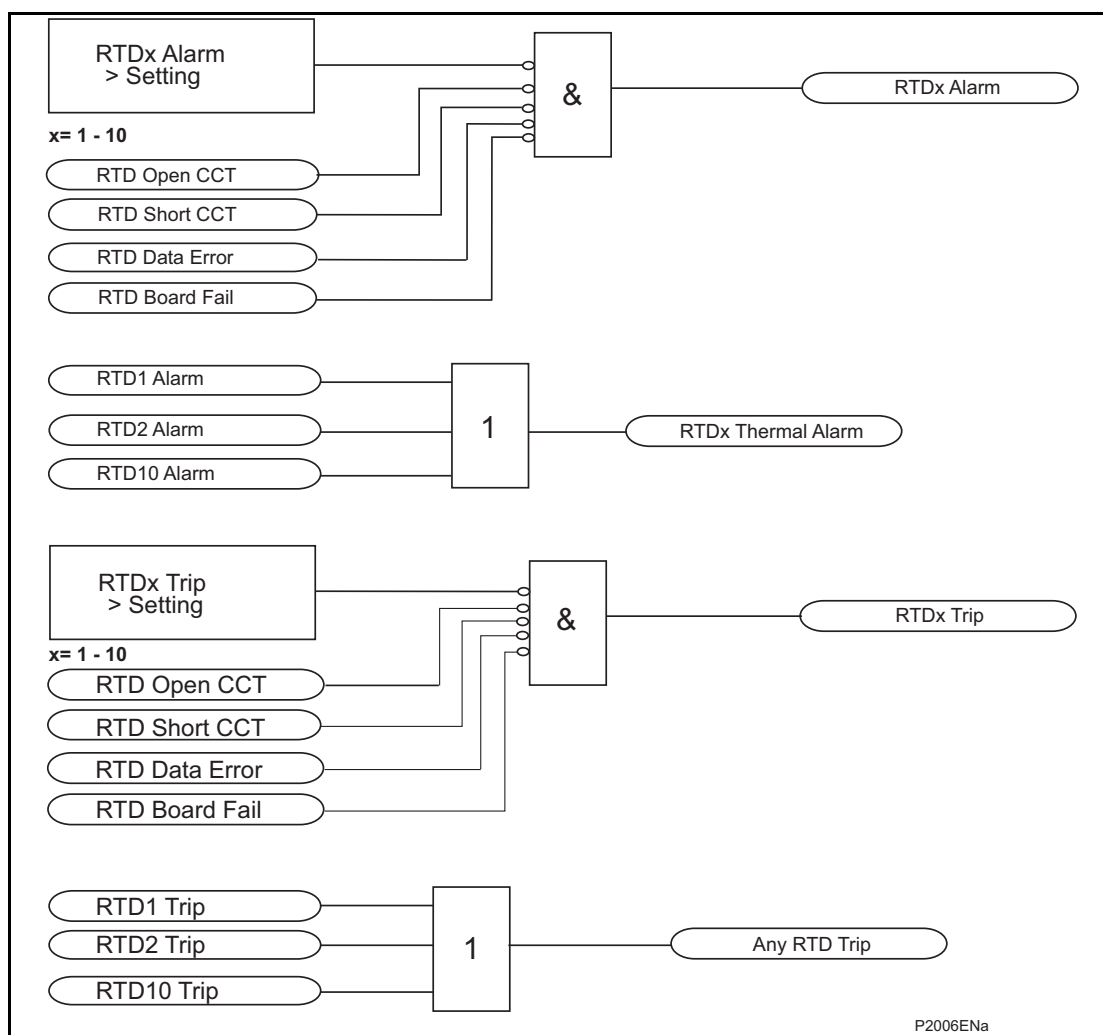 RTDx Alarm
> Setting
&
RTDx Alarm
x= 1 - 10
RTD Open CCT
RTD Short CCT
RTD Data Error
RTD Board Fail
RTD1 Alarm
RTD2 Alarm
RTD10 Alarm
1
RTDx Thermal Alarm
RTDx Trip
> Setting
&
RTDx Trip
x= 1 - 10
RTD Open CCT
RTD Short CCT
RTD Data Error
RTD Board Fail
RTD1 Trip
RTD2 Trip
RTD10 Trip
1
Any RTD Trip
P2006ENa